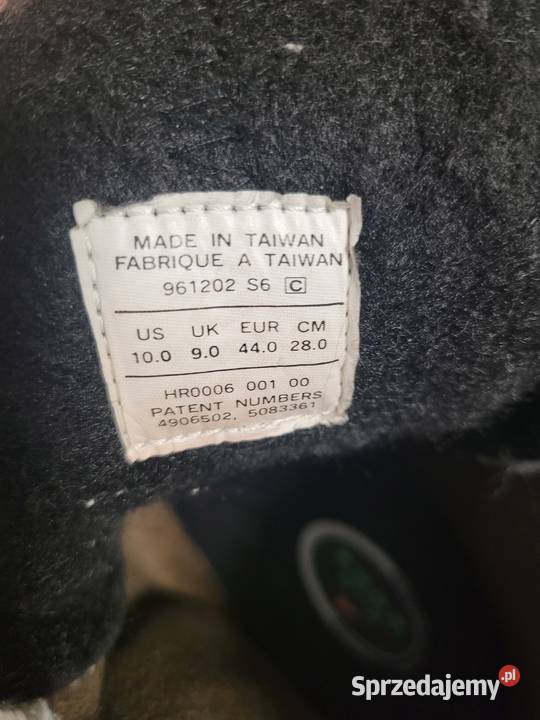 MADE IN TAIWAN
FABRIQUE A TAIWAN
961202 S6 C
US UK EUR CM
10.0 9.0 44.0 28.0
HR0006 001 00
PATENT NUMBERS
4906502, 5083361
Sprzedajemy.pl